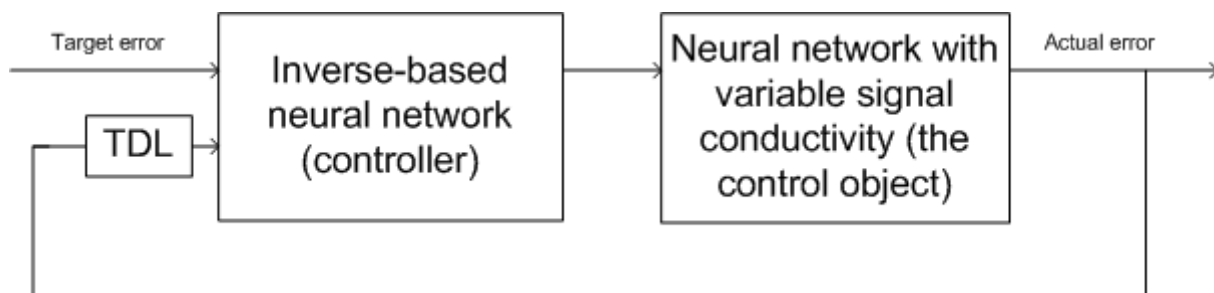 Target error
TDL
Inverse-based
neural network
(controller)
Neural network with
variable signal
conductivity (the
control object)
Actual error